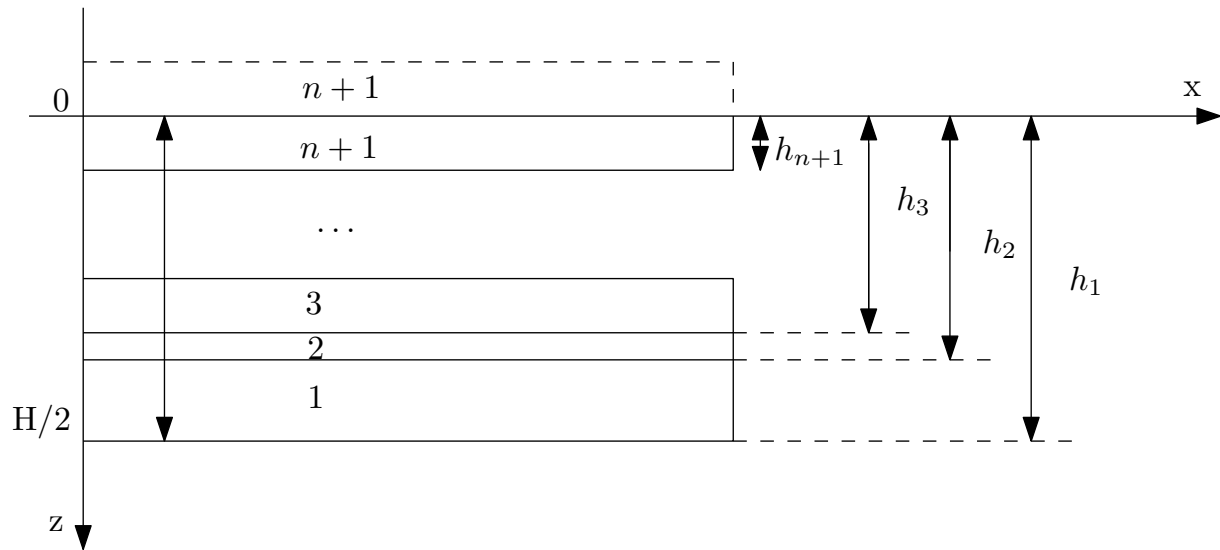 n + 1
x
0
n + 1
h_{n+1}
h_3
...
h_2
h_1
3
2
1
H/2
z